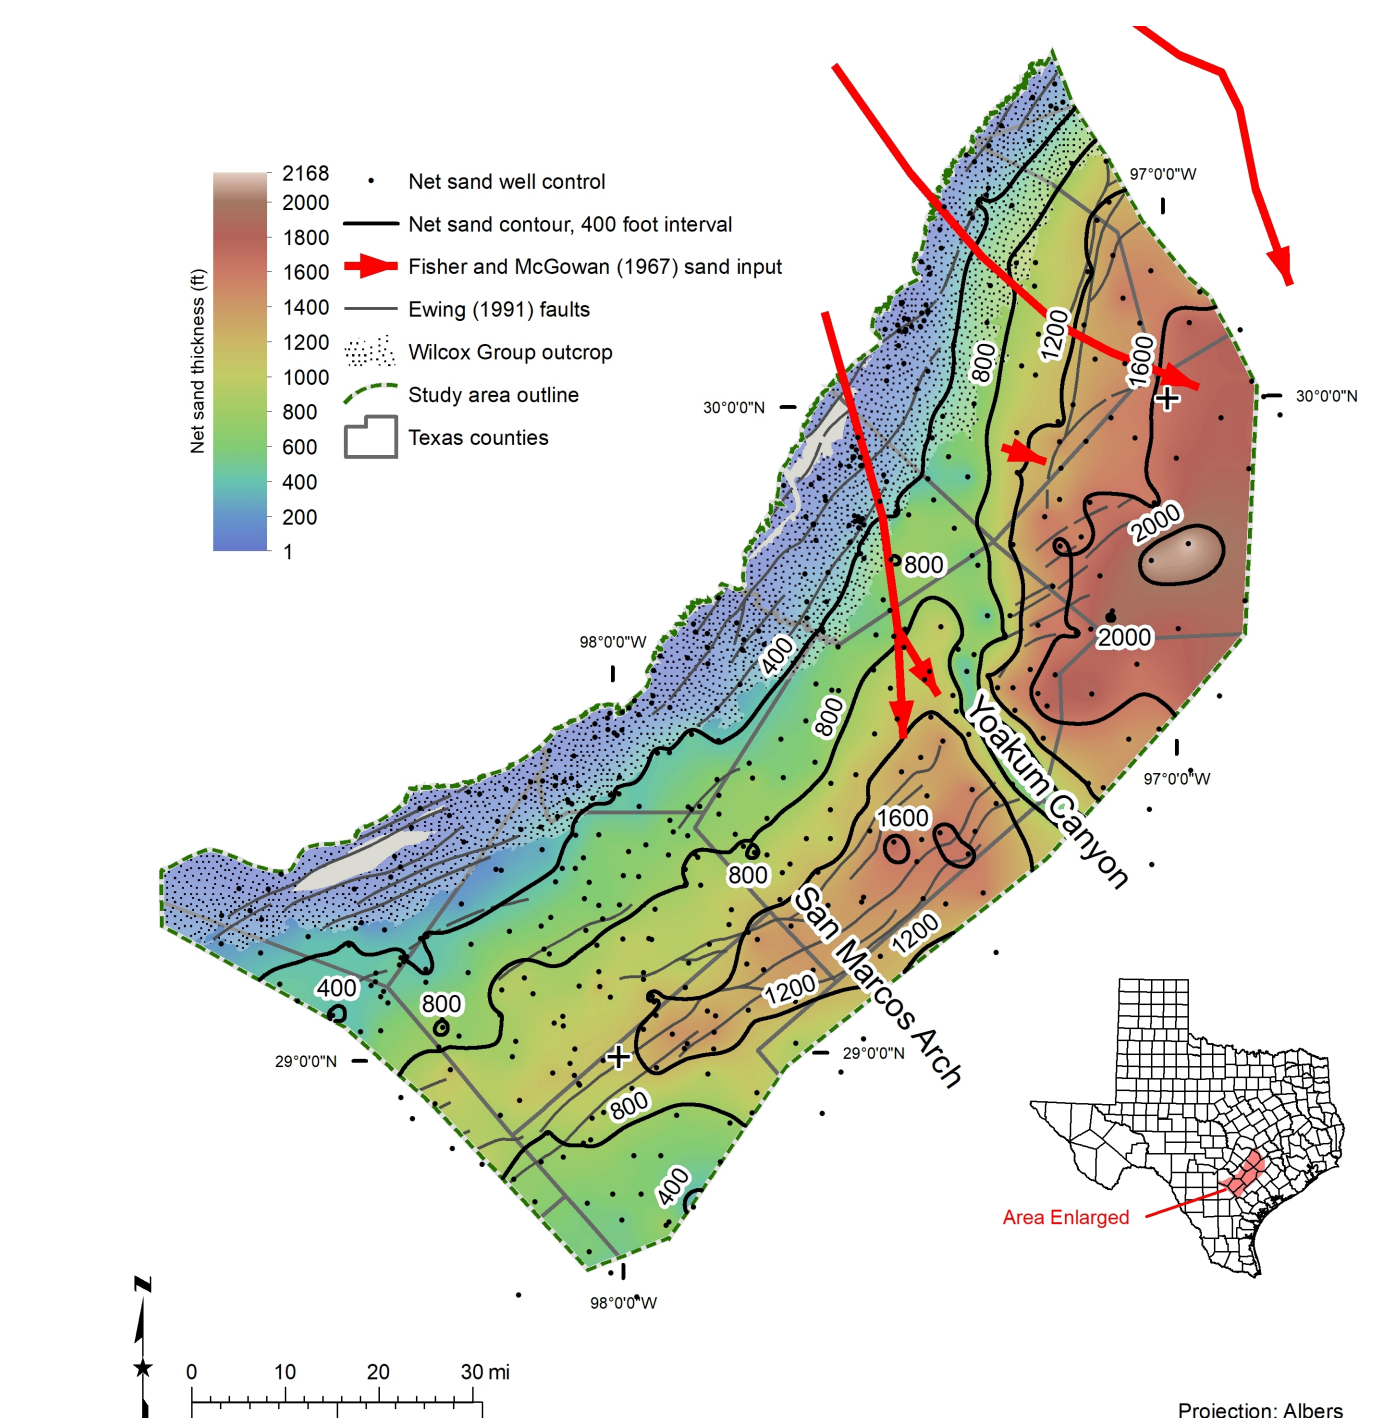 97°0'0"W
2168
2000
1800
1600
1400
1200
1000
800
600
400
200
1
Net sand thickness (ft)
Net sand well control
Net sand contour, 400 foot interval
Fisher and McGowan (1967) sand input
Ewing (1991) faults
Wilcox Group outcrop
Study area outline
Texas counties
1200
800
1600
30°0'0"N
30°0'0"N
2000
800
2000
98°0'0"W
400
800
Yoakum Canyon
97°0'0"W
1600
800
San Marcos Arch
1200
1200
400
800
29°0'0"N
29°0'0"N
800
400
Area Enlarged
98°0'0"W
N
0 10 20 30 mi
Projection: Albers